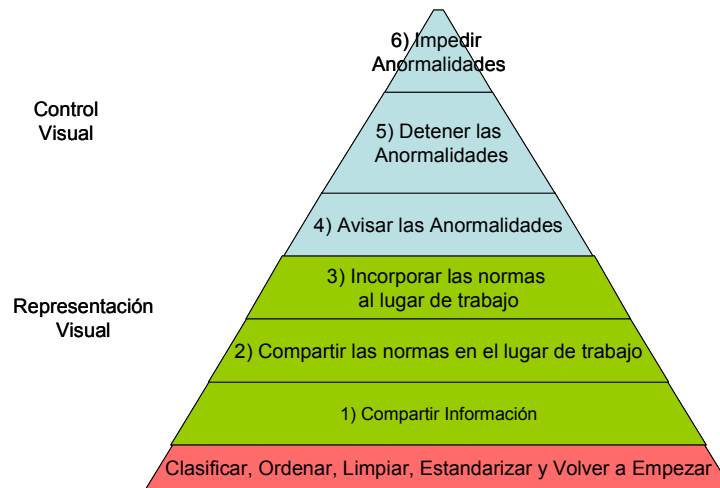 6) Impedir
Anormalidades
Control
Visual
5) Detener las
Anormalidades
4) Avisar las Anormalidades
3) Incorporar las normas
al lugar de trabajo
Representación
Visual
2) Compartir las normas en el lugar de trabajo
1) Compartir Información
Clasificar, Ordenar, Limpiar, Estandarizar y Volver a Empezar